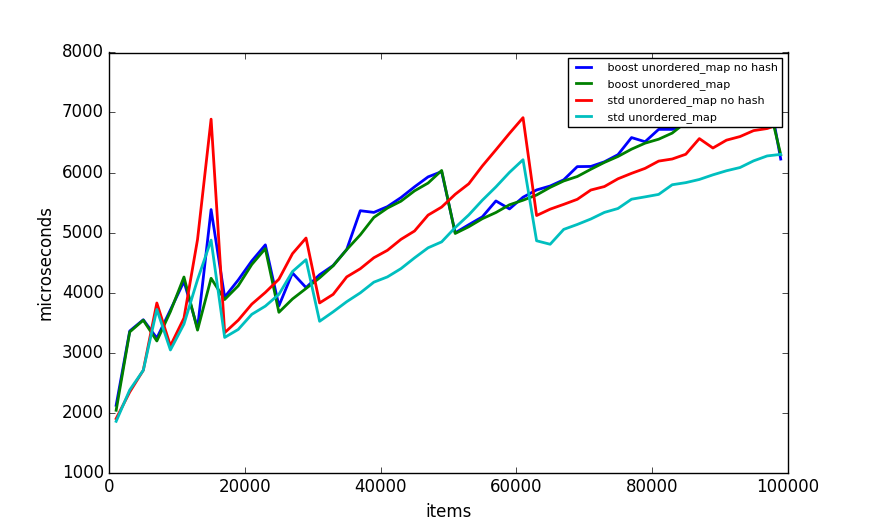 8000
7000
6000
5000
4000
3000
2000
1000
microseconds
boost unordered_map no hash
boost unordered_map
std unordered_map no hash
std unordered_map
0 20000 40000 60000 80000 100000
items